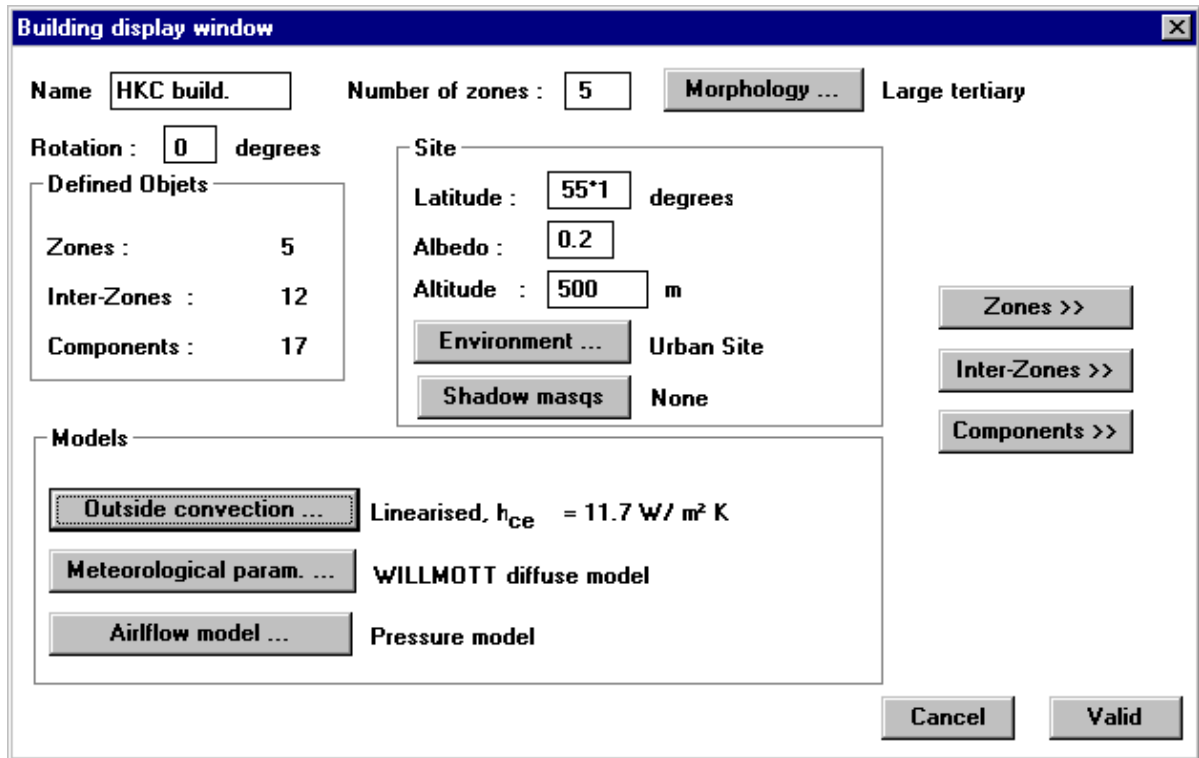 Building display window
Name HKC build. Number of zones : 5 Morphology ... Large tertiary
Rotation : 0 degrees
Defined Objets
Zones : 5
Inter-Zones : 12
Components : 17
Site
Latitude : 55*1 degrees
Albedo : 0.2
Altitude : 500 m
Environment ... Urban Site
Shadow masqs None
Zones >>
Inter-Zones >>
Components >>
Models
Outside convection ... Linearised, hce = 11.7 W/ m² K
Meteorological param. ... WILLMOTT diffuse model
Airlflow model ... Pressure model
Cancel Valid